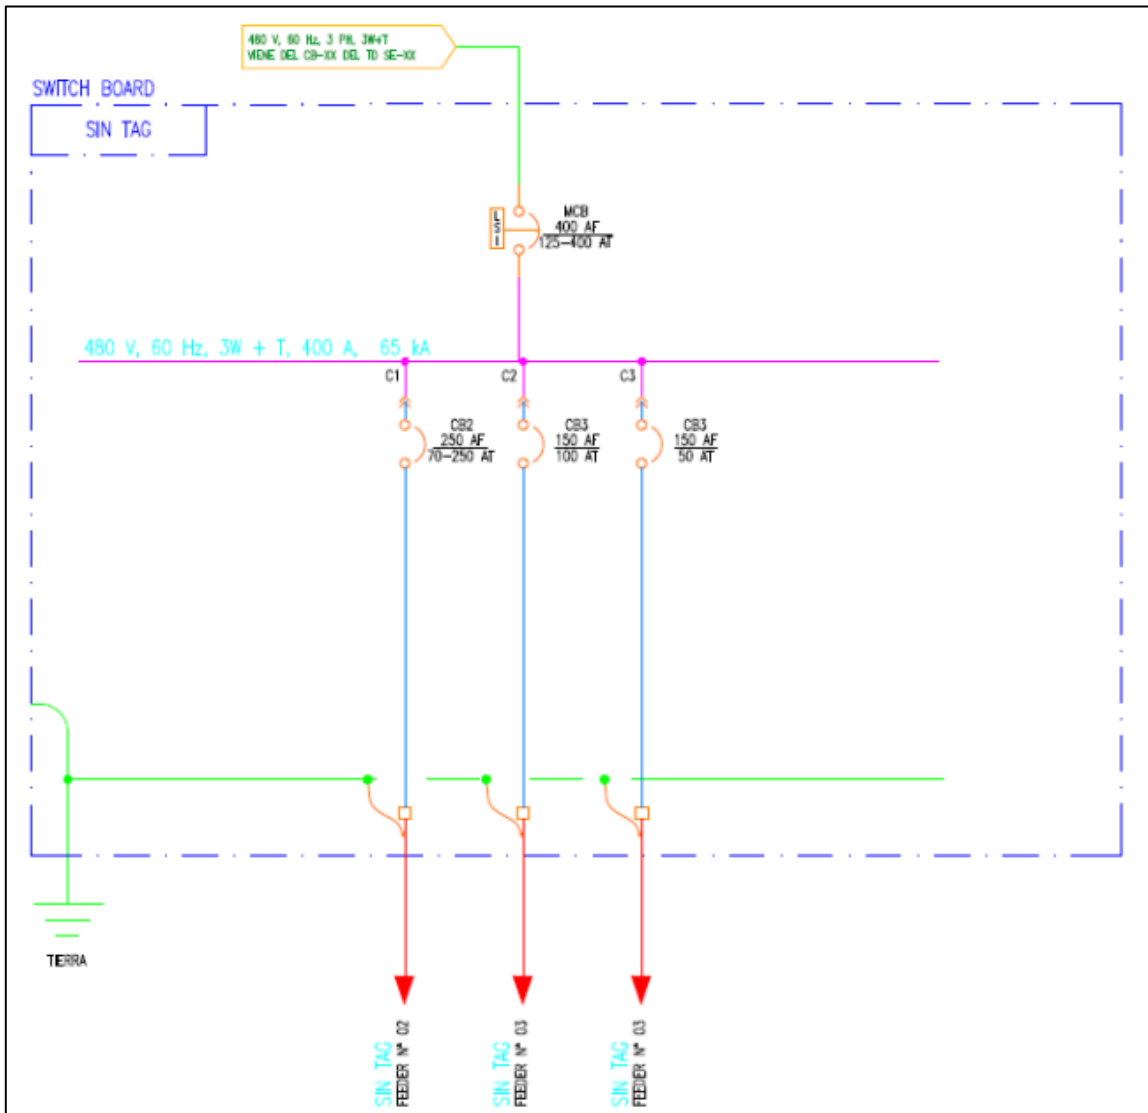 480 V, 60 Hz, 3 PH, 3W+T
VIENE DEL CB-XX DEL TD SE-XX
SWITCH BOARD
SIN TAG
MCB
400 AF
125-400 AT
LSI
480 V, 60 Hz, 3W + T, 400 A, 65 kA
C1
C2
C3
CB2
250 AF
70-250 AT
CB3
150 AF
100 AT
CB3
150 AF
50 AT
TIERRA
SIN TAG
FEEDER N° 02
SIN TAG
FEEDER N° 03
SIN TAG
FEEDER N° 03